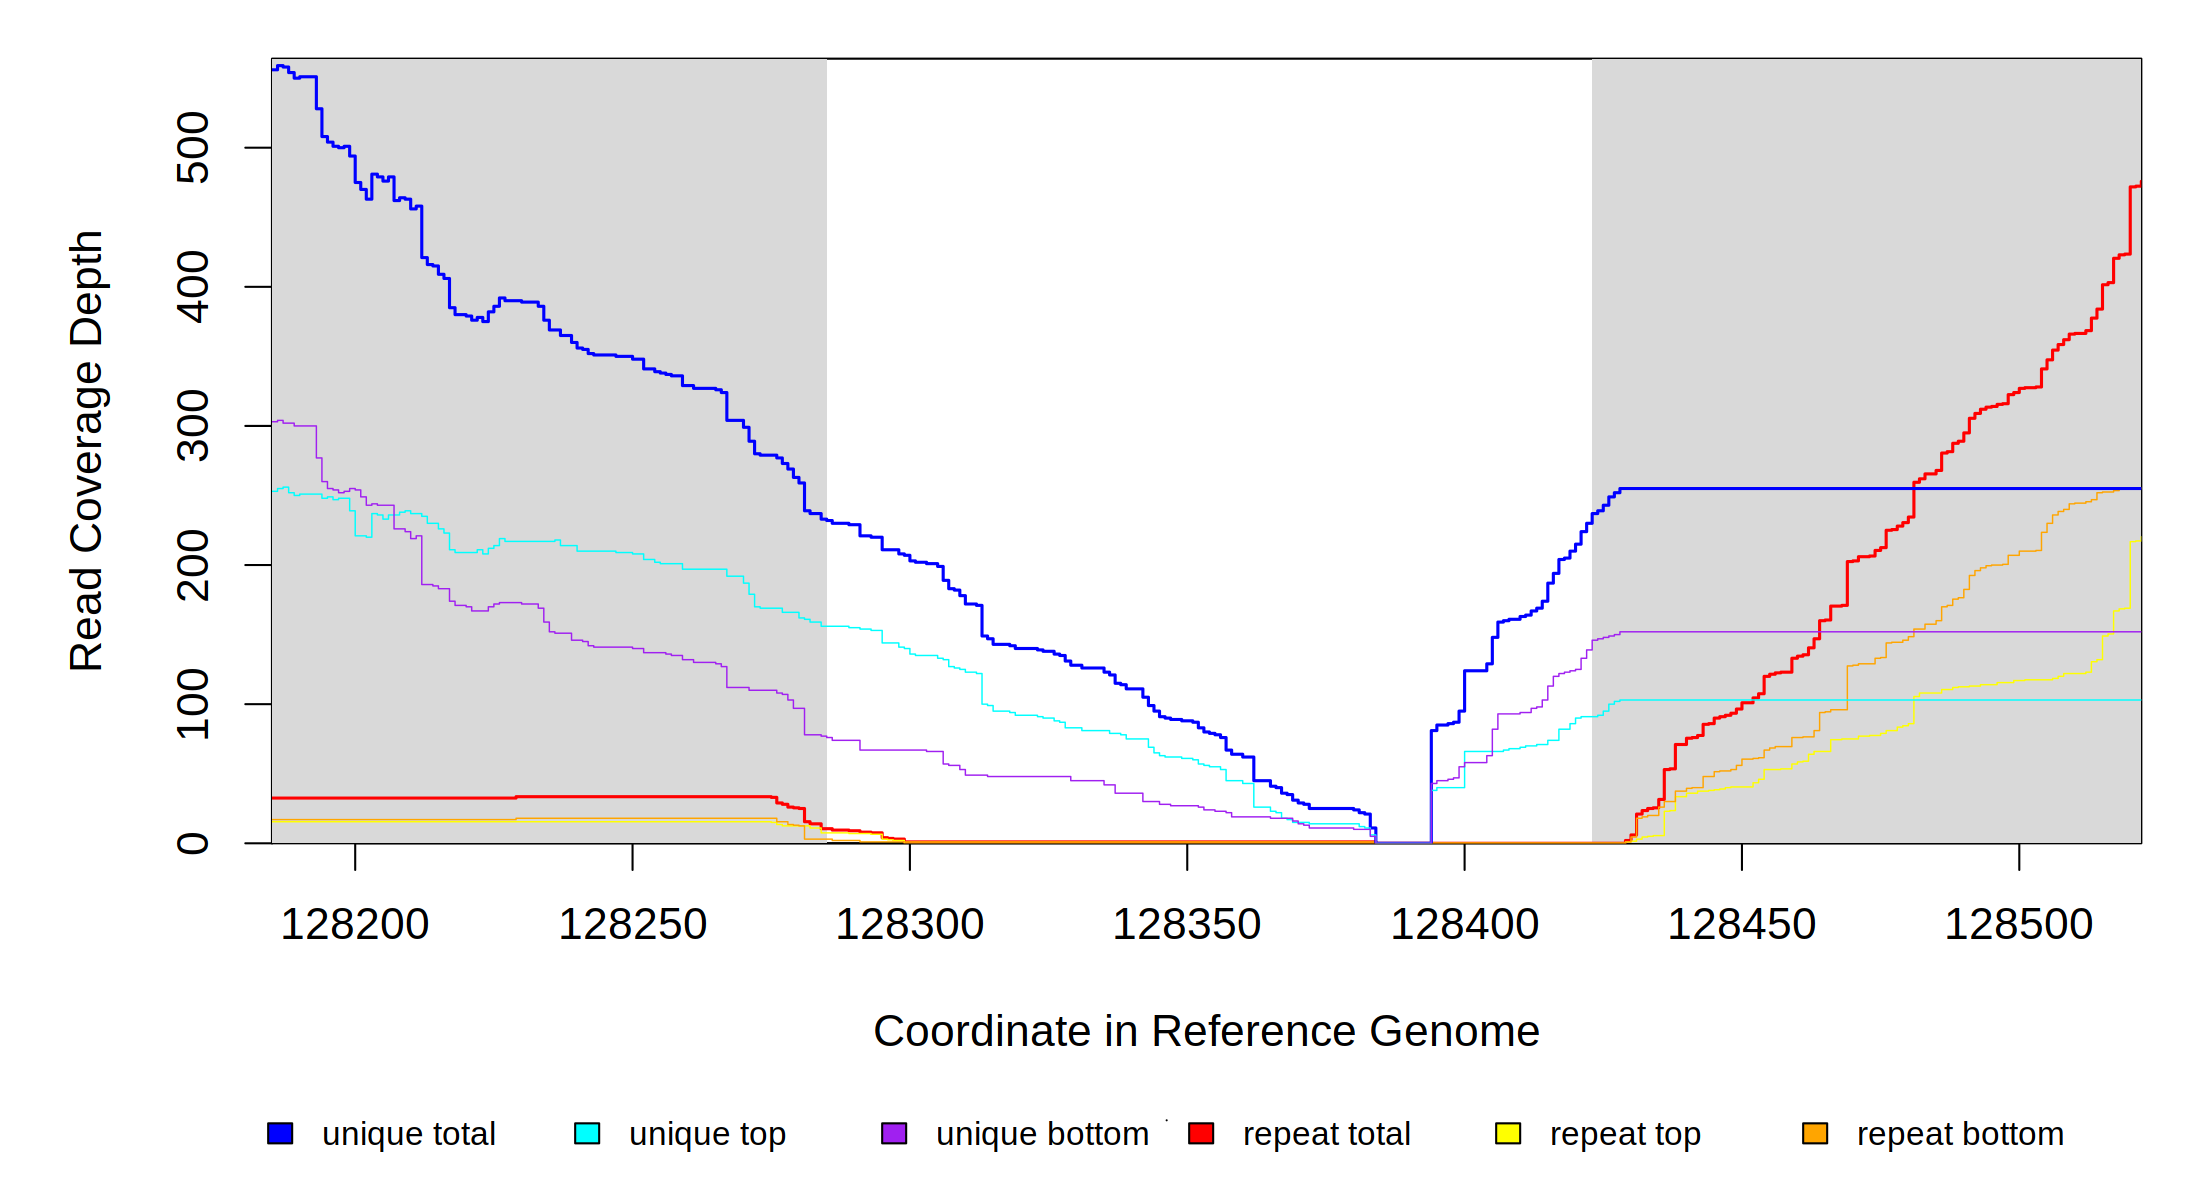 Read Coverage Depth
500
400
300
200
100
0
128200 128250 128300 128350 128400 128450 128500
Coordinate in Reference Genome
unique total unique top unique bottom repeat total repeat top repeat bottom